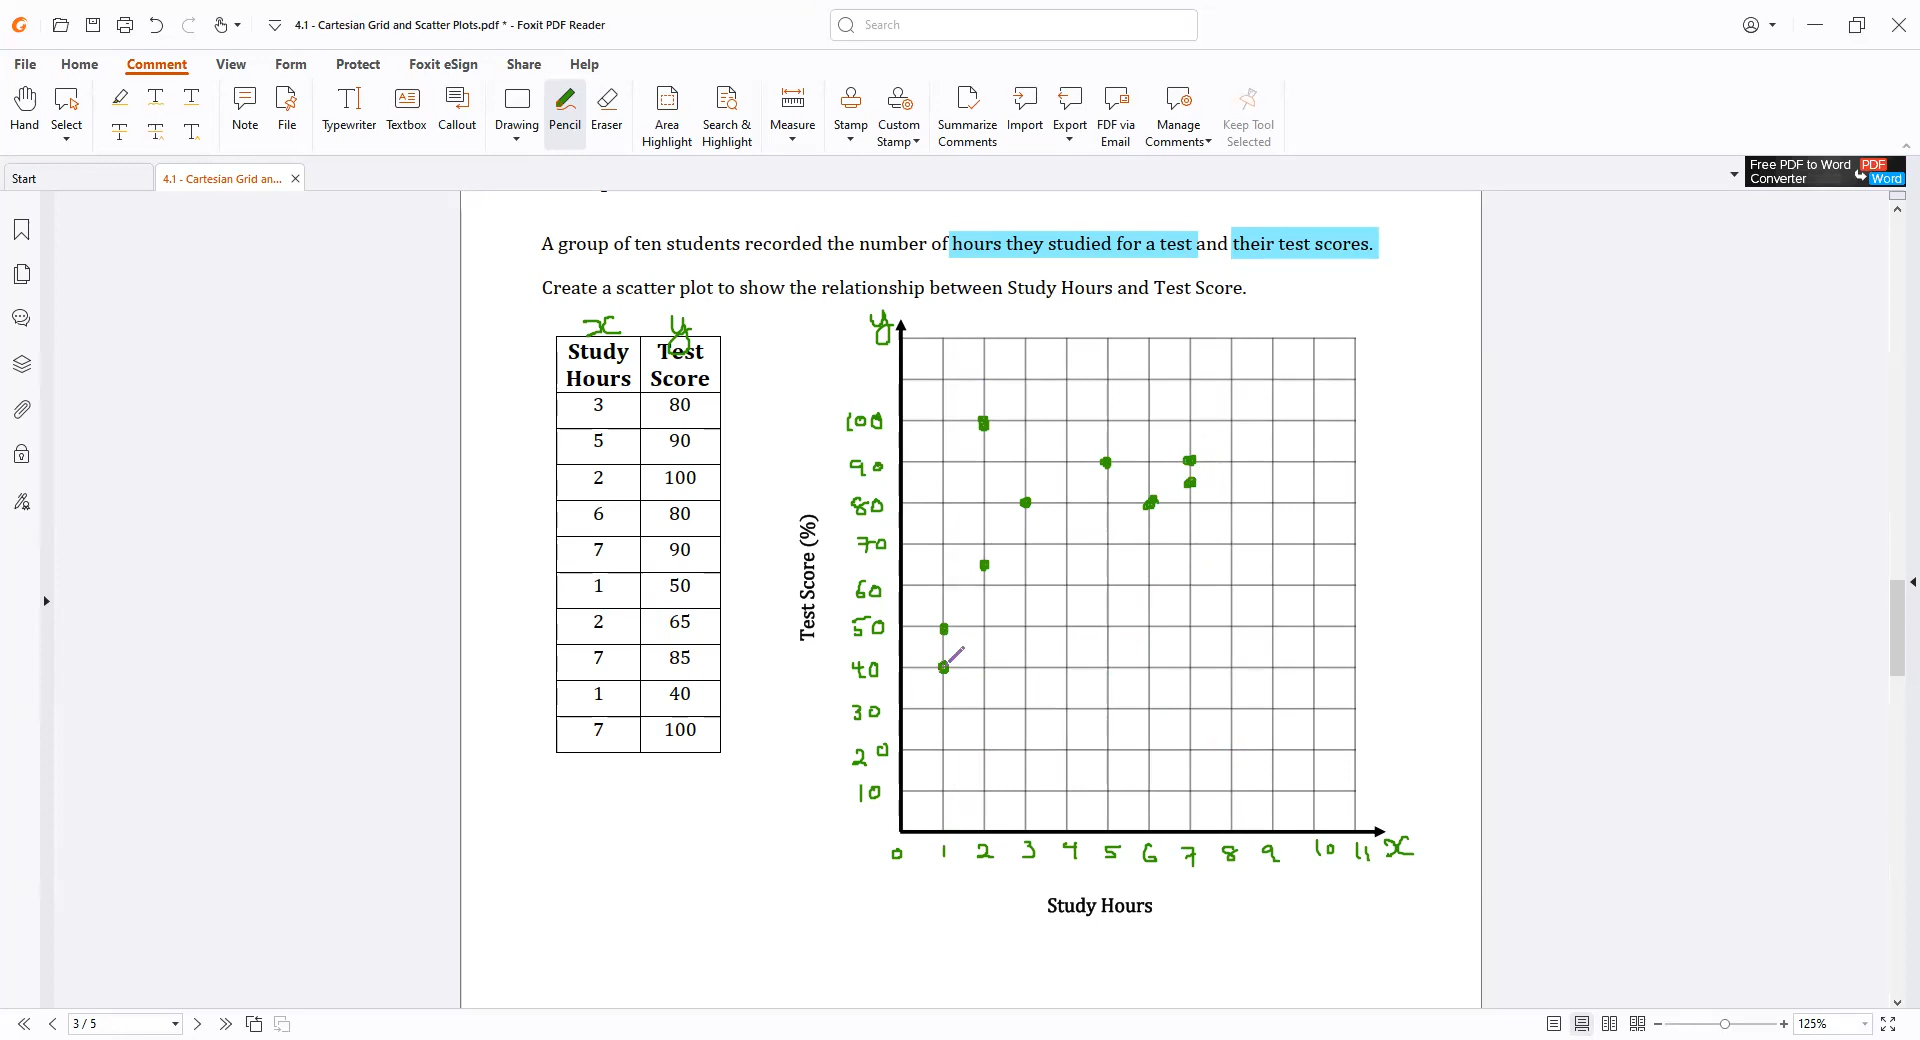 4.1 - Cartesian Grid and Scatter Plots.pdf * - Foxit PDF Reader
Search
File Home Comment View Form Protect Foxit eSign Share Help
Hand Select Note File Typewriter Textbox Callout Drawing Pencil Eraser Area Highlight Search & Highlight Measure Stamp Custom Stamp Summarize Comments Import Export FDF via Email Manage Comments Keep Tool Selected
Start 4.1 - Cartesian Grid an...
Free PDF to Word Converter PDF Word
A group of ten students recorded the number of hours they studied for a test and their test scores.
Create a scatter plot to show the relationship between Study Hours and Test Score.
x y
Study Hours Test Score
3 80
5 90
2 100
6 80
7 90
1 50
2 65
7 85
1 40
7 100
y
100
90
80
70
60
50
40
30
20
10
Test Score (%)
0 1 2 3 4 5 6 7 8 9 10 11 x
Study Hours
3 / 5
125%